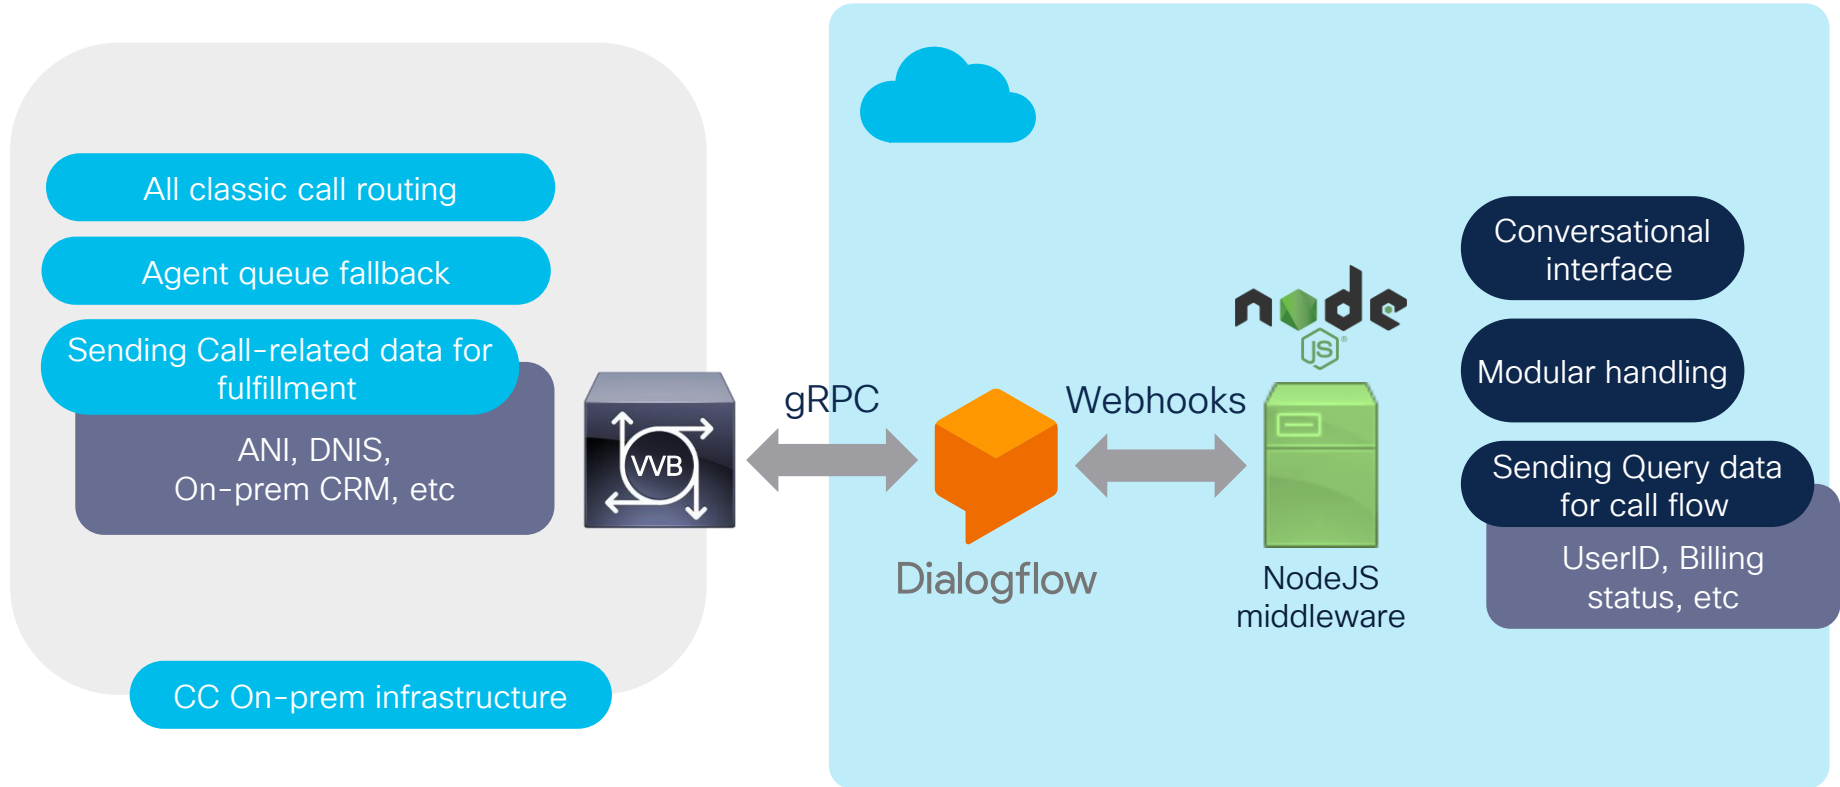 All classic call routing
Agent queue fallback
Sending Call-related data for
fulfillment
ANI, DNIS,
On-prem CRM, etc
CC On-prem infrastructure
VVB
gRPC
Dialogflow
Webhooks
node
JS
®
NodeJS
middleware
Conversational
interface
Modular handling
Sending Query data
for call flow
UserID, Billing
status, etc